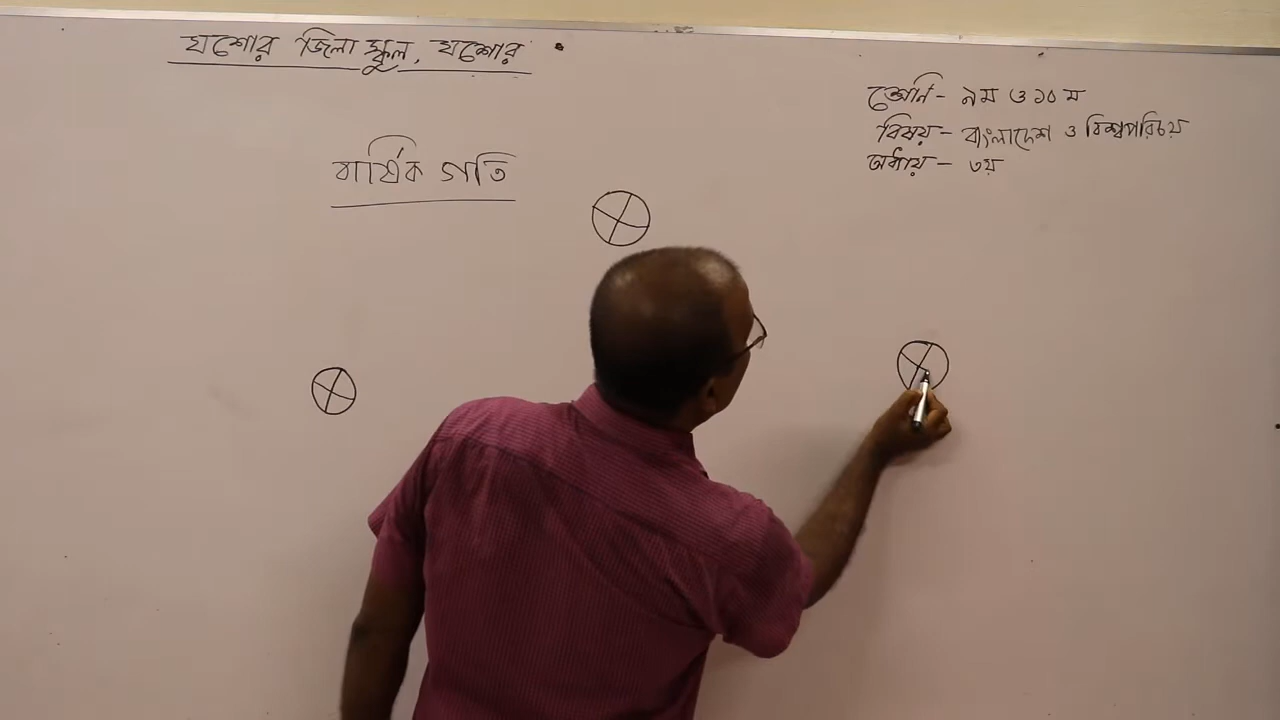 যশোর জিলা স্কুল, যশোর
শ্রেণি - ৯ম ও ১০ম
বিষয় - বাংলাদেশ ও বিশ্বপরিচয়
অধ্যায় - ৩য়
বার্ষিক গতি